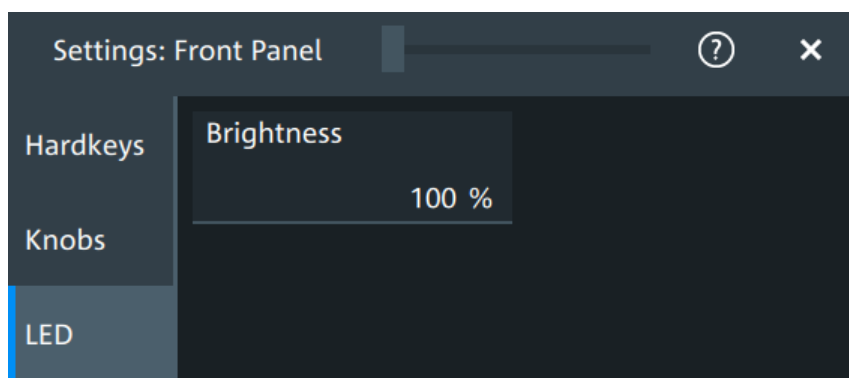 Settings: Front Panel ? ×
Hardkeys
Brightness
100 %
Knobs
LED